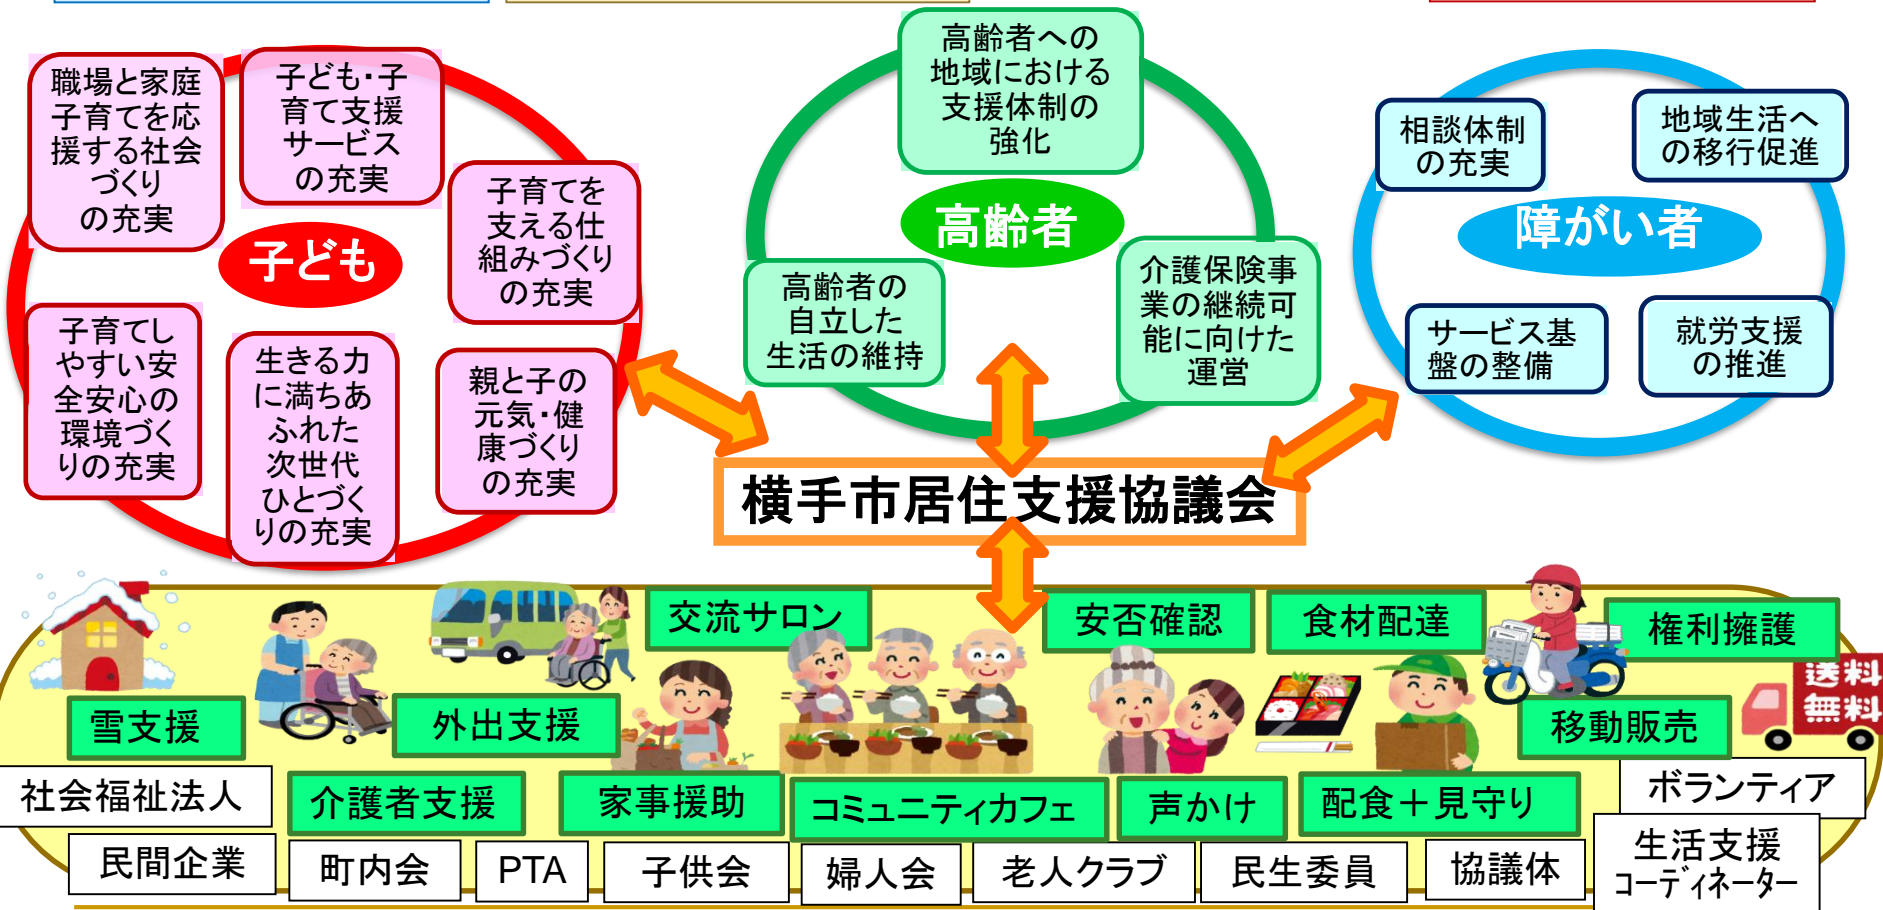 職場と家庭
子育てを応
援する社会
づくり
の充実
子ども・子
育て支援
サービス
の充実
子育てを
支える仕
組みづくり
の充実
子ども
子育てし
やすい安
全安心の
環境づく
りの充実
生きる力
に満ちあ
ふれた
次世代
ひとづく
りの充実
親と子の
元気・健
康づくり
の充実
高齢者への
地域における
支援体制の
強化
高齢者
高齢者の
自立した
生活の維持
介護保険事
業の継続可
能に向けた
運営
相談体制
の充実
地域生活へ
の移行促進
障がい者
サービス基
盤の整備
就労支援
の推進
横手市居住支援協議会
交流サロン
安否確認
食材配達
権利擁護
雪支援
外出支援
移動販売
送料
無料
社会福祉法人
介護者支援
家事援助
コミュニティカフェ
声かけ
配食＋見守り
ボランティア
民間企業
町内会
PTA
子供会
婦人会
老人クラブ
民生委員
協議体
生活支援
コーディネーター